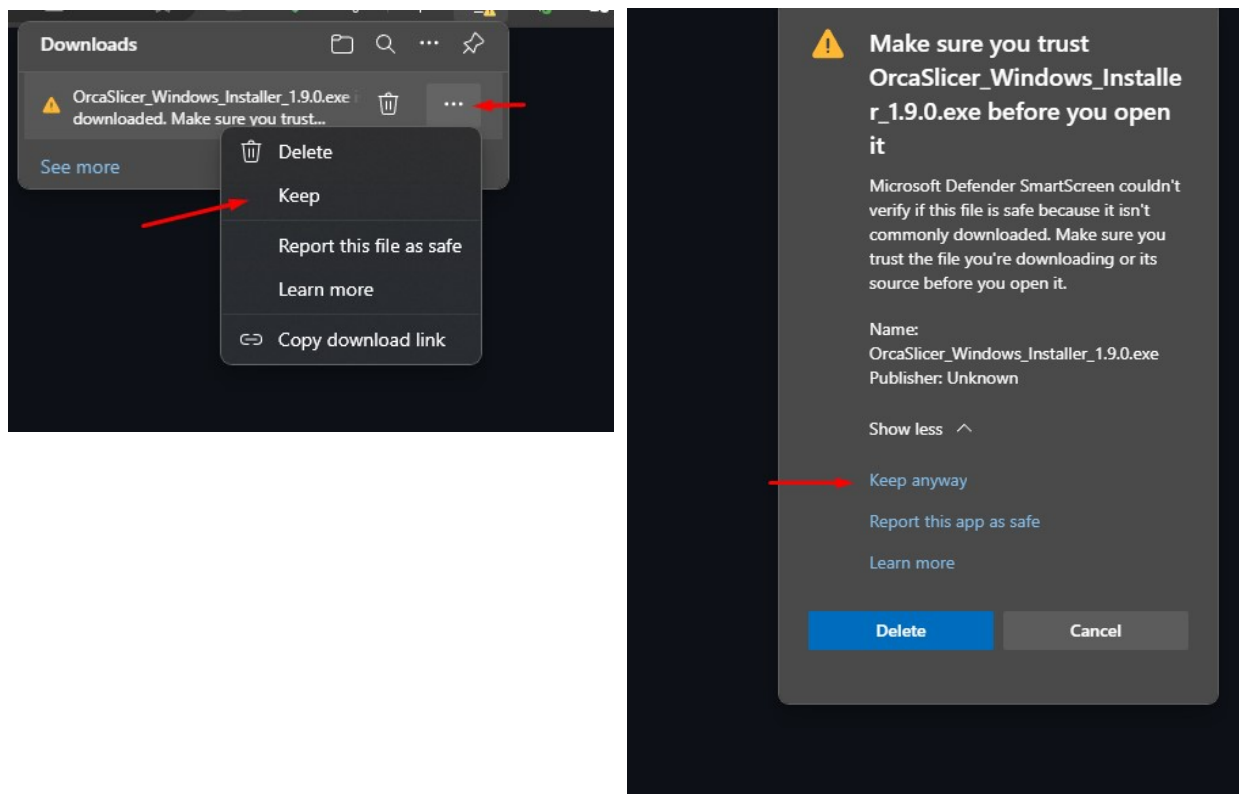 Downloads
OrcaSlicer_Windows_Installer_1.9.0.exe
downloaded. Make sure you trust...
See more
Delete
Keep
Report this file as safe
Learn more
Copy download link
Make sure you trust
OrcaSlicer_Windows_Installe
r_1.9.0.exe before you open
it
Microsoft Defender SmartScreen couldn't
verify if this file is safe because it isn't
commonly downloaded. Make sure you
trust the file you're downloading or its
source before you open it.
Name:
OrcaSlicer_Windows_Installer_1.9.0.exe
Publisher: Unknown
Show less
Keep anyway
Report this app as safe
Learn more
Delete
Cancel